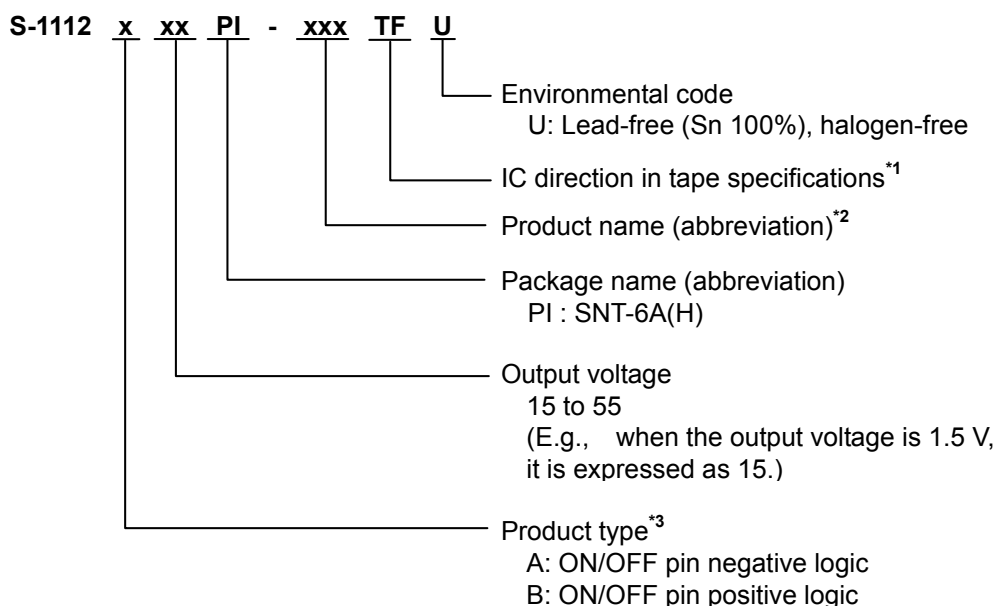 S-1112 x xx PI - xxx TF U
Environmental code
U: Lead-free (Sn 100%), halogen-free
IC direction in tape specifications*1
Product name (abbreviation)*2
Package name (abbreviation)
PI : SNT-6A(H)
Output voltage
15 to 55
(E.g., when the output voltage is 1.5 V,
it is expressed as 15.)
Product type*3
A: ON/OFF pin negative logic
B: ON/OFF pin positive logic